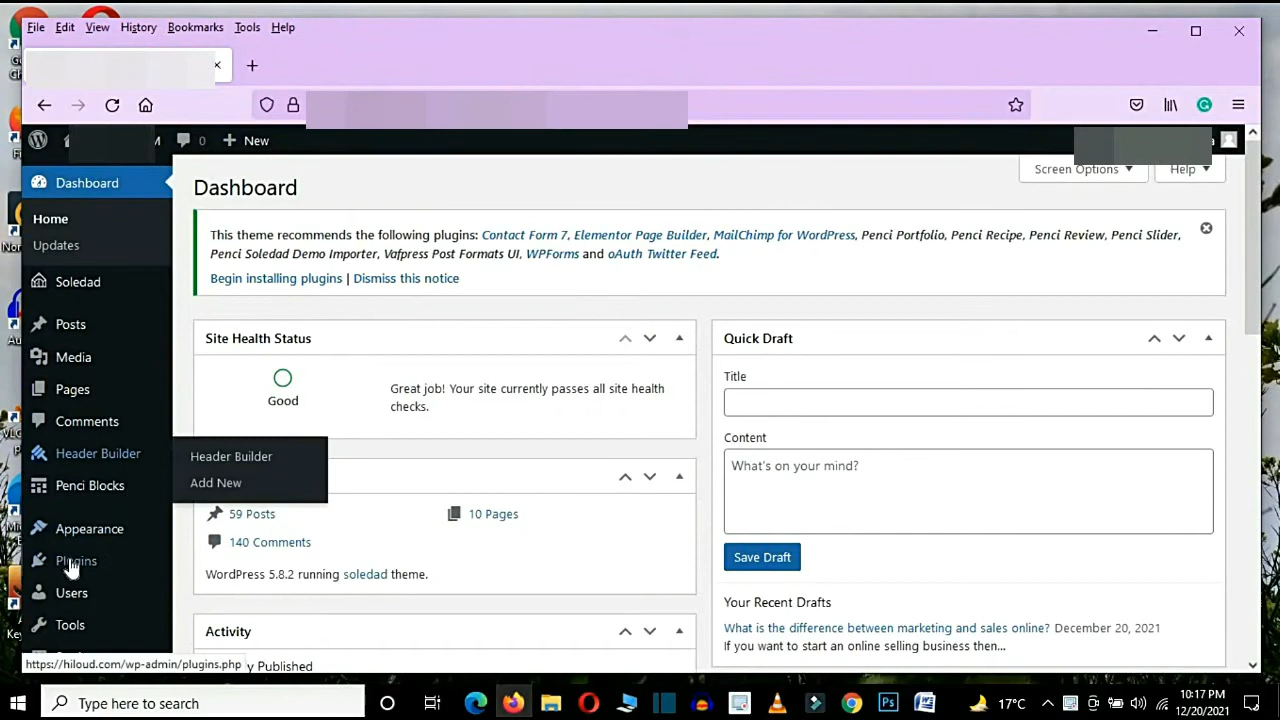 File Edit View History Bookmarks Tools Help
0 New
Dashboard
Home
Updates
Soledad
Posts
Media
Pages
Comments
Header Builder
Penci Blocks
Appearance
Plugins
Users
Tools
Header Builder
Add New
Screen Options Help
Dashboard
This theme recommends the following plugins: Contact Form 7, Elementor Page Builder, MailChimp for WordPress, Penci Portfolio, Penci Recipe, Penci Review, Penci Slider,
Penci Soledad Demo Importer, Vafpress Post Formats UI, WPForms and oAuth Twitter Feed.
Begin installing plugins | Dismiss this notice
Site Health Status
Good
Great job! Your site currently passes all site health
checks.
59 Posts 10 Pages
140 Comments
WordPress 5.8.2 running soledad theme.
Activity
y Published
Quick Draft
Title
Content
What's on your mind?
Save Draft
Your Recent Drafts
What is the difference between marketing and sales online? December 20, 2021
If you want to start an online selling business then...
https://hiloud.com/wp-admin/plugins.php
Type here to search
17°C
10:17 PM
12/20/2021